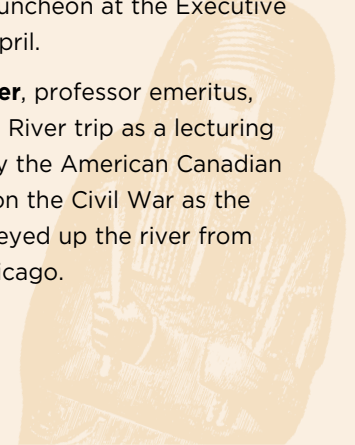 uncheon at the Executive
pril.
er, professor emeritus,
River trip as a lecturing
y the American Canadian
on the Civil War as the
eyed up the river from
icago.